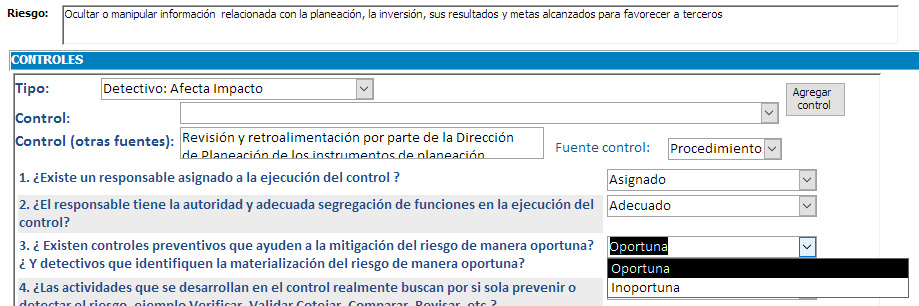 Riesgo: Ocultar o manipular información relacionada con la planeación, la inversión, sus resultados y metas alcanzados para favorecer a terceros
CONTROLES
Tipo: Detectivo: Afecta Impacto
Agregar
control
Control:
Control (otras fuentes): Revisión y retroalimentación por parte de la Dirección
de Planeación de los instrumentos de planeación
Fuente control: Procedimiento
1. ¿Existe un responsable asignado a la ejecución del control ? Asignado
2. ¿El responsable tiene la autoridad y adecuada segregación de funciones en la ejecución del
control?
Adecuado
3. ¿ Existen controles preventivos que ayuden a la mitigación del riesgo de manera oportuna?
¿ Y detectivos que identifiquen la materialización del riesgo de manera oportuna?
Oportuna
Oportuna
Inoportuna
4. ¿Las actividades que se desarrollan en el control realmente buscan por si sola prevenir o
detectar el riesgo, ejemplo Verificar, Validar Cotejar, Comparar, Revisar, etc.?